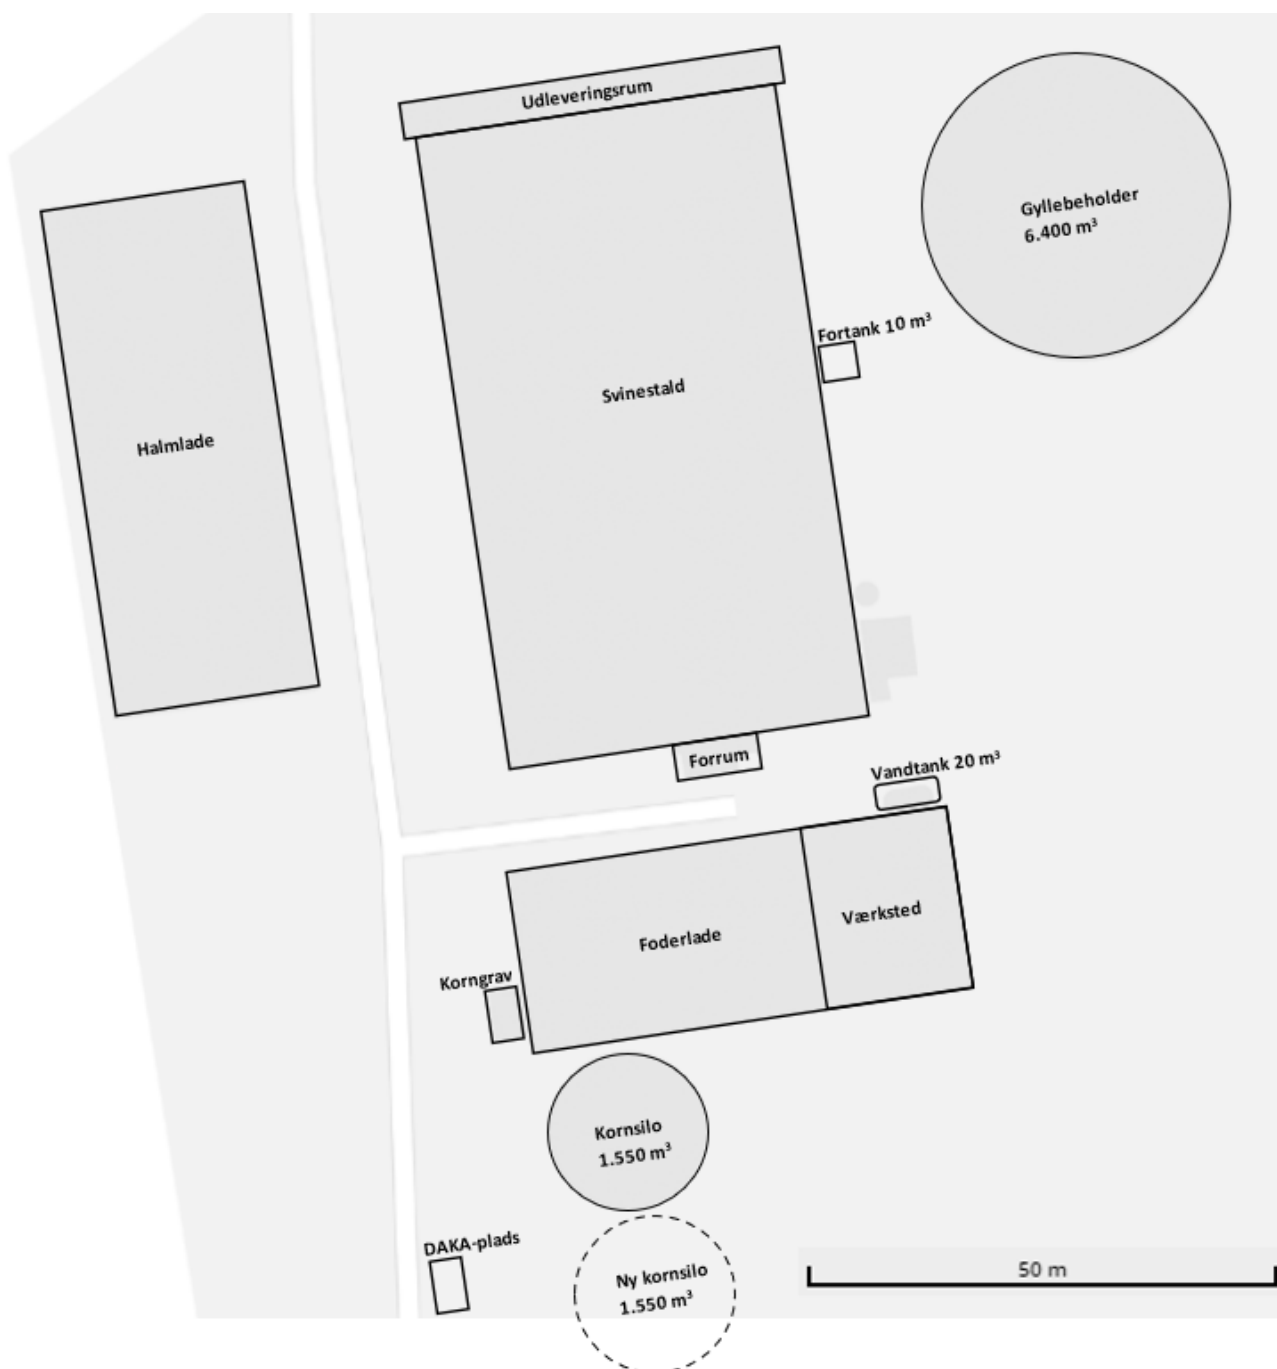 Udleveringsrum
Gyllebeholder
6.400 m³
Fortank 10 m³
Svinestald
Halmlade
Forrum
Vandtank 20 m³
Værksted
Foderlade
Korngrav
Kornsilo
1.550 m³
DAKA-plads
Ny kornsilo
1.550 m³
50 m